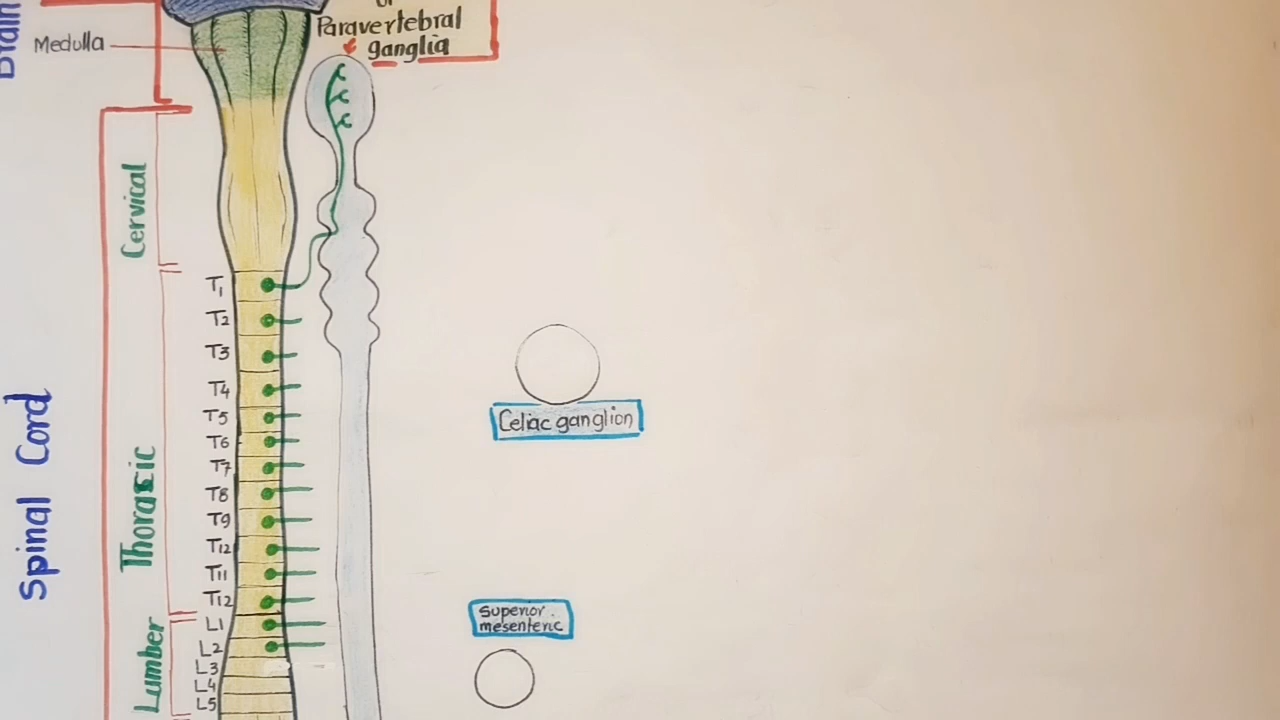 Brain
Medulla
or
Paravertebral
ganglia
Cervical
Spinal Cord
Thoracic
Lumber
T1
T2
T3
T4
T5
T6
T7
T8
T9
T12
T11
T12
L1
L2
L3
L4
L5
Celiac ganglion
Superior
mesenteric